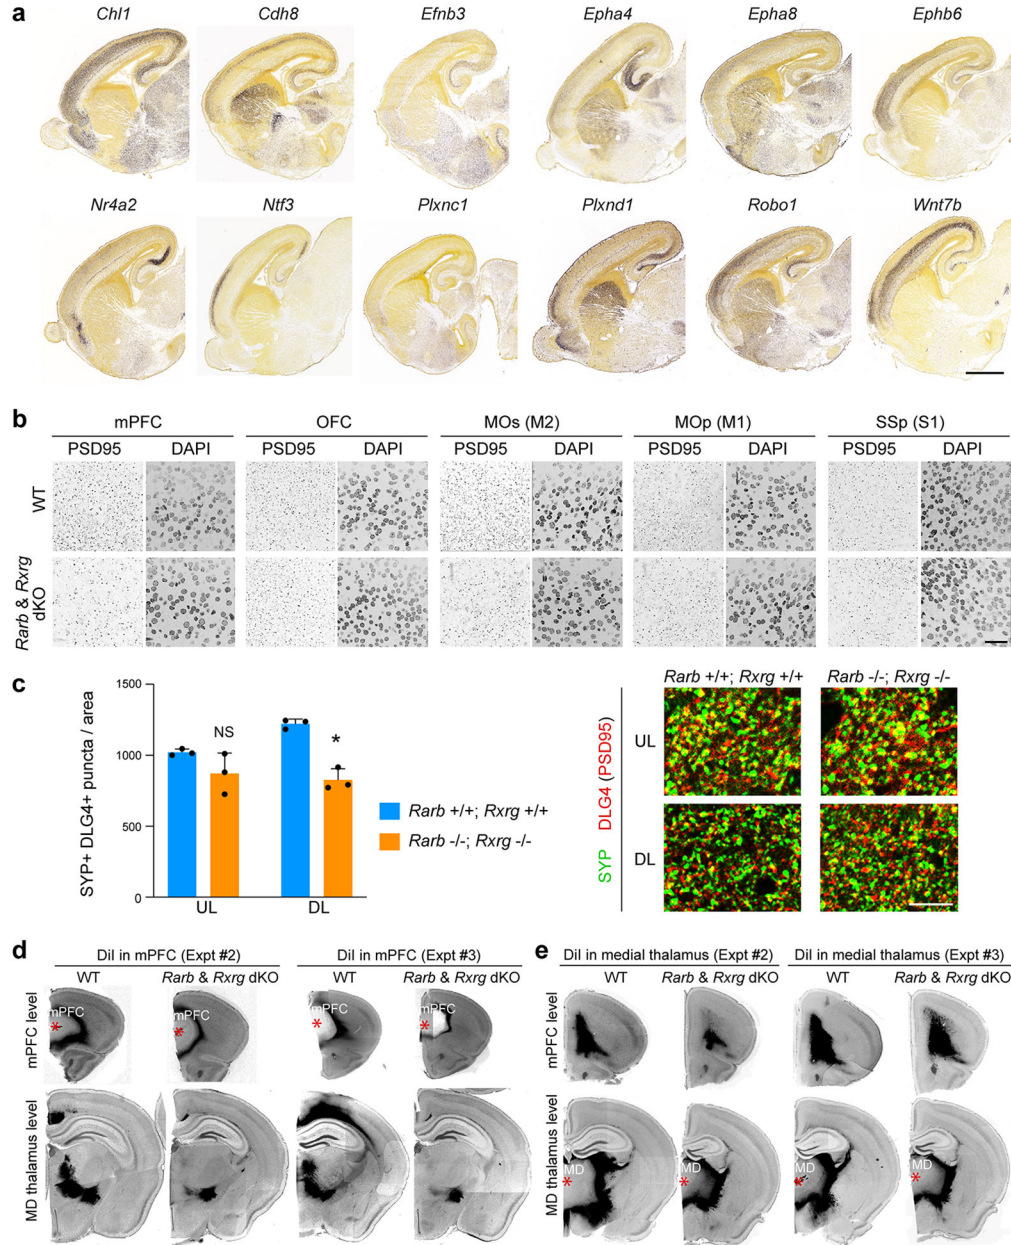 a
Chl1 Cdh8 Efnb3 Epha4 Epha8 Ephb6
Nr4a2 Ntf3 Plxnc1 Plxnd1 Robo1 Wnt7b
b
mPFC OFC MOs (M2) MOp (M1) SSp (S1)
PSD95 DAPI PSD95 DAPI PSD95 DAPI PSD95 DAPI PSD95 DAPI
WT
Rarb & Rxrg
dKO
c
SYP+ DLG4+ puncta / area
1500
1000
500
0
NS
*
UL DL
Rarb +/+; Rxrg +/+
Rarb -/-; Rxrg -/-
SYP DLG4 (PSD95)
Rarb +/+; Rxrg +/+ Rarb -/-; Rxrg -/-
UL
DL
d
DiI in mPFC (Expt #2) DiI in mPFC (Expt #3)
WT Rarb & Rxrg dKO WT Rarb & Rxrg dKO
mPFC level
mPFC mPFC mPFC mPFC
* * * *
MD thalamus level
e
DiI in medial thalamus (Expt #2) DiI in medial thalamus (Expt #3)
WT Rarb & Rxrg dKO WT Rarb & Rxrg dKO
mPFC level
MD thalamus level
MD MD MD MD
* * * *